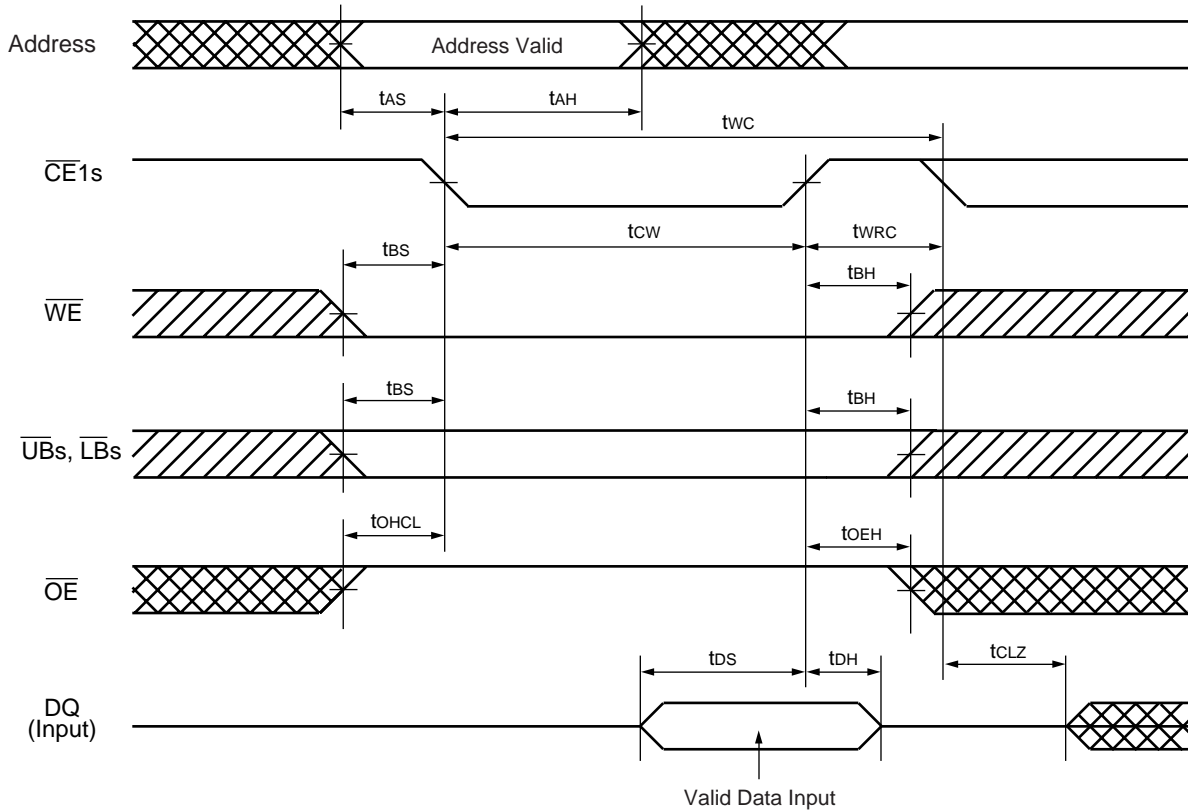 Address
Address Valid
tAS
tAH
tWC
CE1s
tCW
tWRC
tBS
tBH
WE
tBS
tBH
UBs, LBs
tOHCL
tOEH
OE
tDS
tDH
tCLZ
DQ
(Input)
Valid Data Input